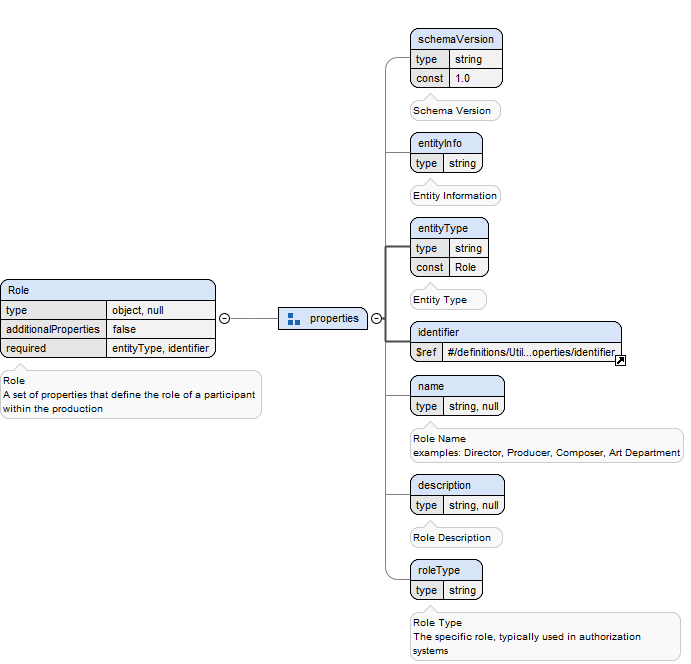 schemaVersion
type string
const 1.0
Schema Version
entityInfo
type string
Entity Information
entityType
type string
const Role
Entity Type
Role
type object, null
additionalProperties false
required entityType, identifier
Role
A set of properties that define the role of a participant
within the production
properties
identifier
$ref #/definitions/Util...operties/identifier
name
type string, null
Role Name
examples: Director, Producer, Composer, Art Department
description
type string, null
Role Description
roleType
type string
Role Type
The specific role, typically used in authorization
systems